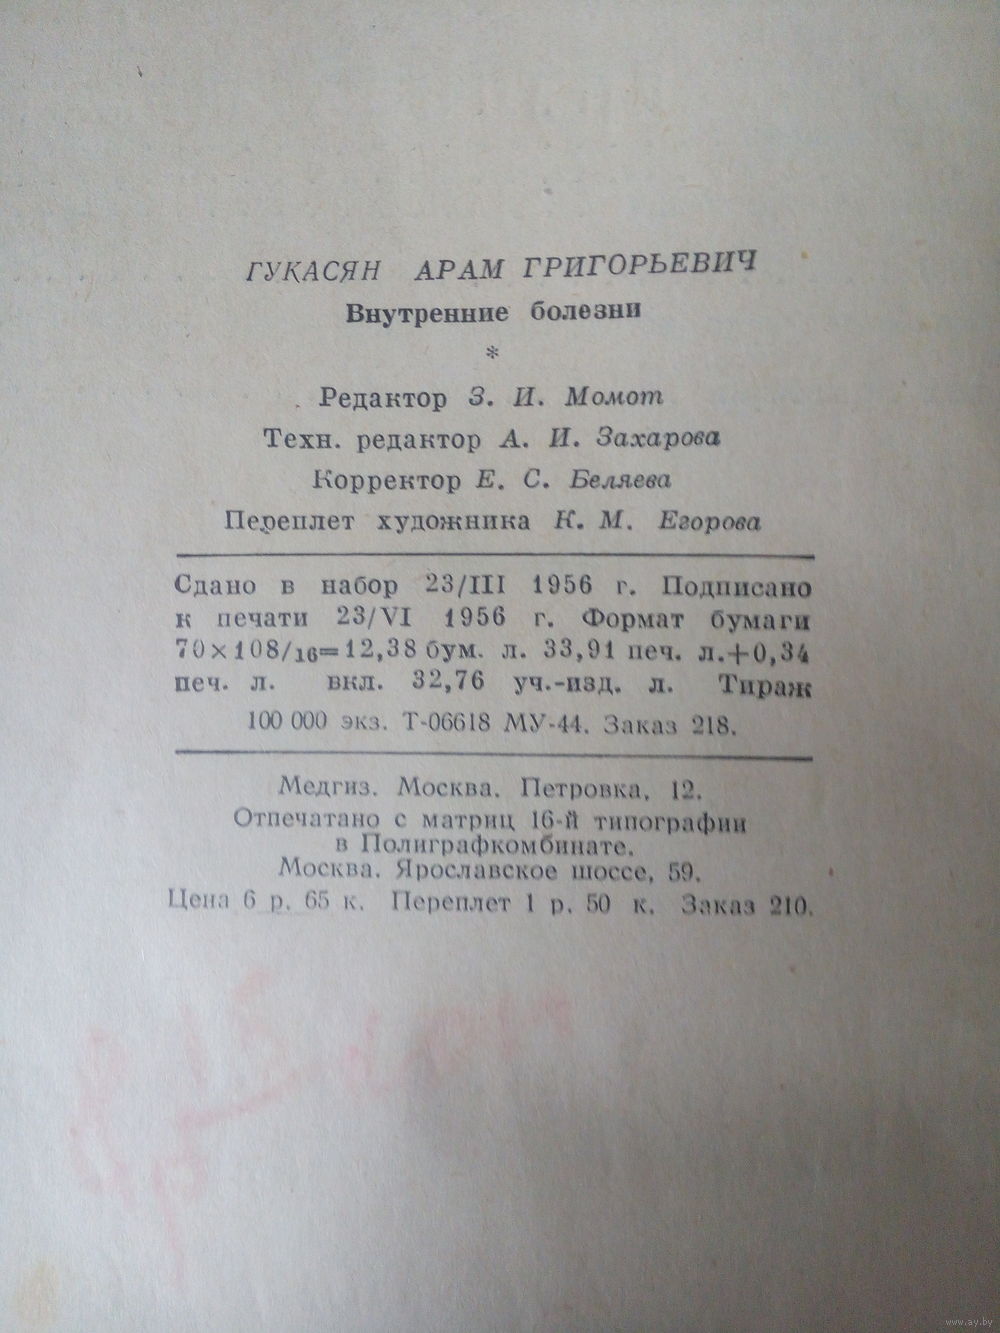 ГУКАСЯН АРАМ ГРИГОРЬЕВИЧ
Внутренние болезни
*
Редактор З. И. Момот
Техн. редактор А. И. Захарова
Корректор Е. С. Беляева
Переплет художника К. М. Егорова
Сдано в набор 23/III 1956 г. Подписано
к печати 23/VI 1956 г. Формат бумаги
70×108/16=12,38 бум. л. 33,91 печ. л.+0,34
печ. л. вкл. 32,76 уч.-изд. л. Тираж
100 000 экз. Т-06618 МУ-44. Заказ 218.
Медгиз. Москва. Петровка, 12.
Отпечатано с матриц 16-й типографии
в Полиграфкомбинате.
Москва. Ярославское шоссе, 59.
Цена 6 р. 65 к. Переплет 1 р. 50 к. Заказ 210.
www.ay.by